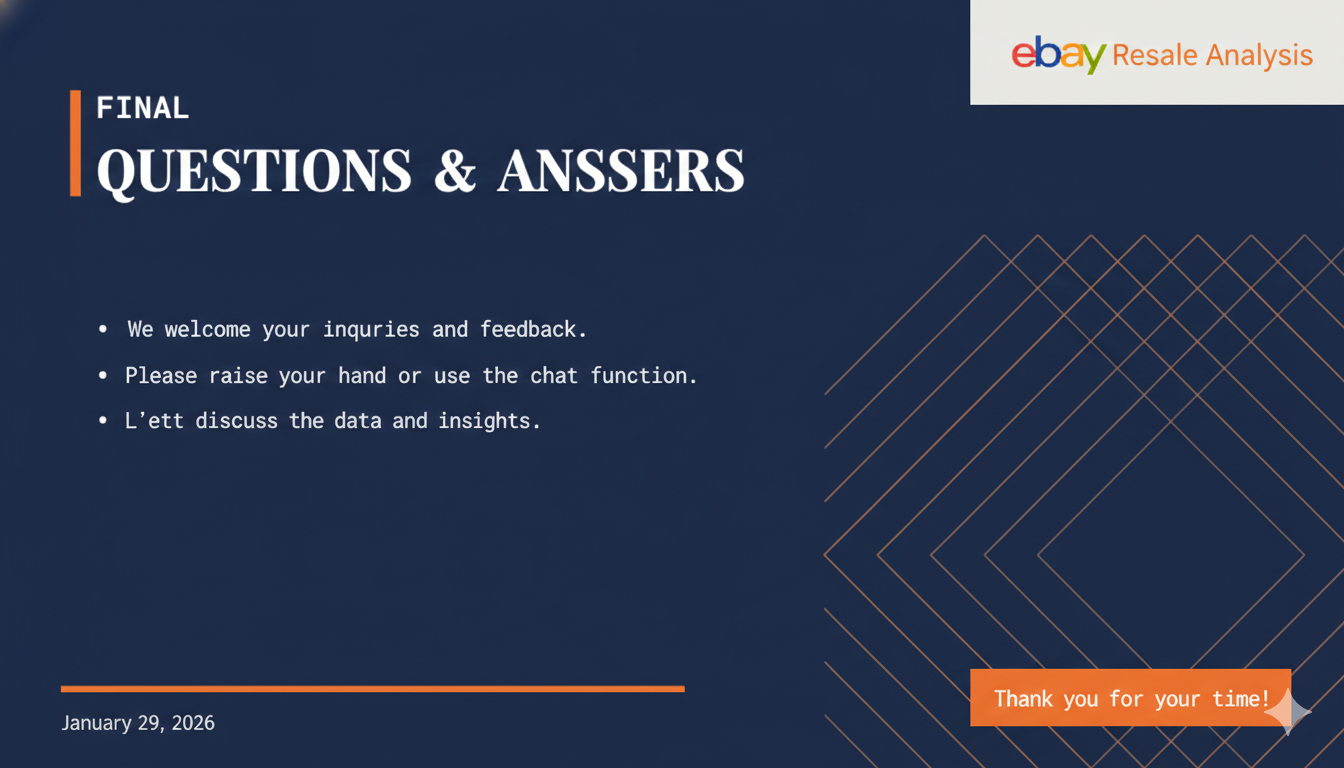 ebay Resale Analysis
FINAL
QUESTIONS & ANSSERS
• We welcome your inquries and feedback.
• Please raise your hand or use the chat function.
• L’ett discuss the data and insights.
January 29, 2026
Thank you for your time!